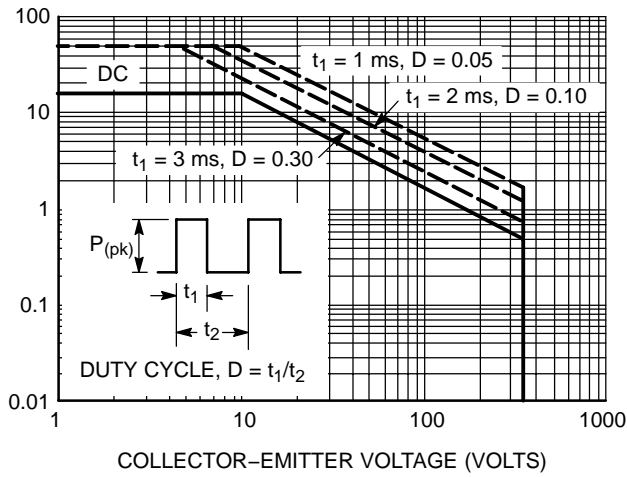 100
10
1
0.1
0.01
DC
t₁ = 1 ms, D = 0.05
t₁ = 2 ms, D = 0.10
t₁ = 3 ms, D = 0.30
P(pk)
t₁
t₂
DUTY CYCLE, D = t₁/t₂
1 10 100 1000
COLLECTOR−EMITTER VOLTAGE (VOLTS)